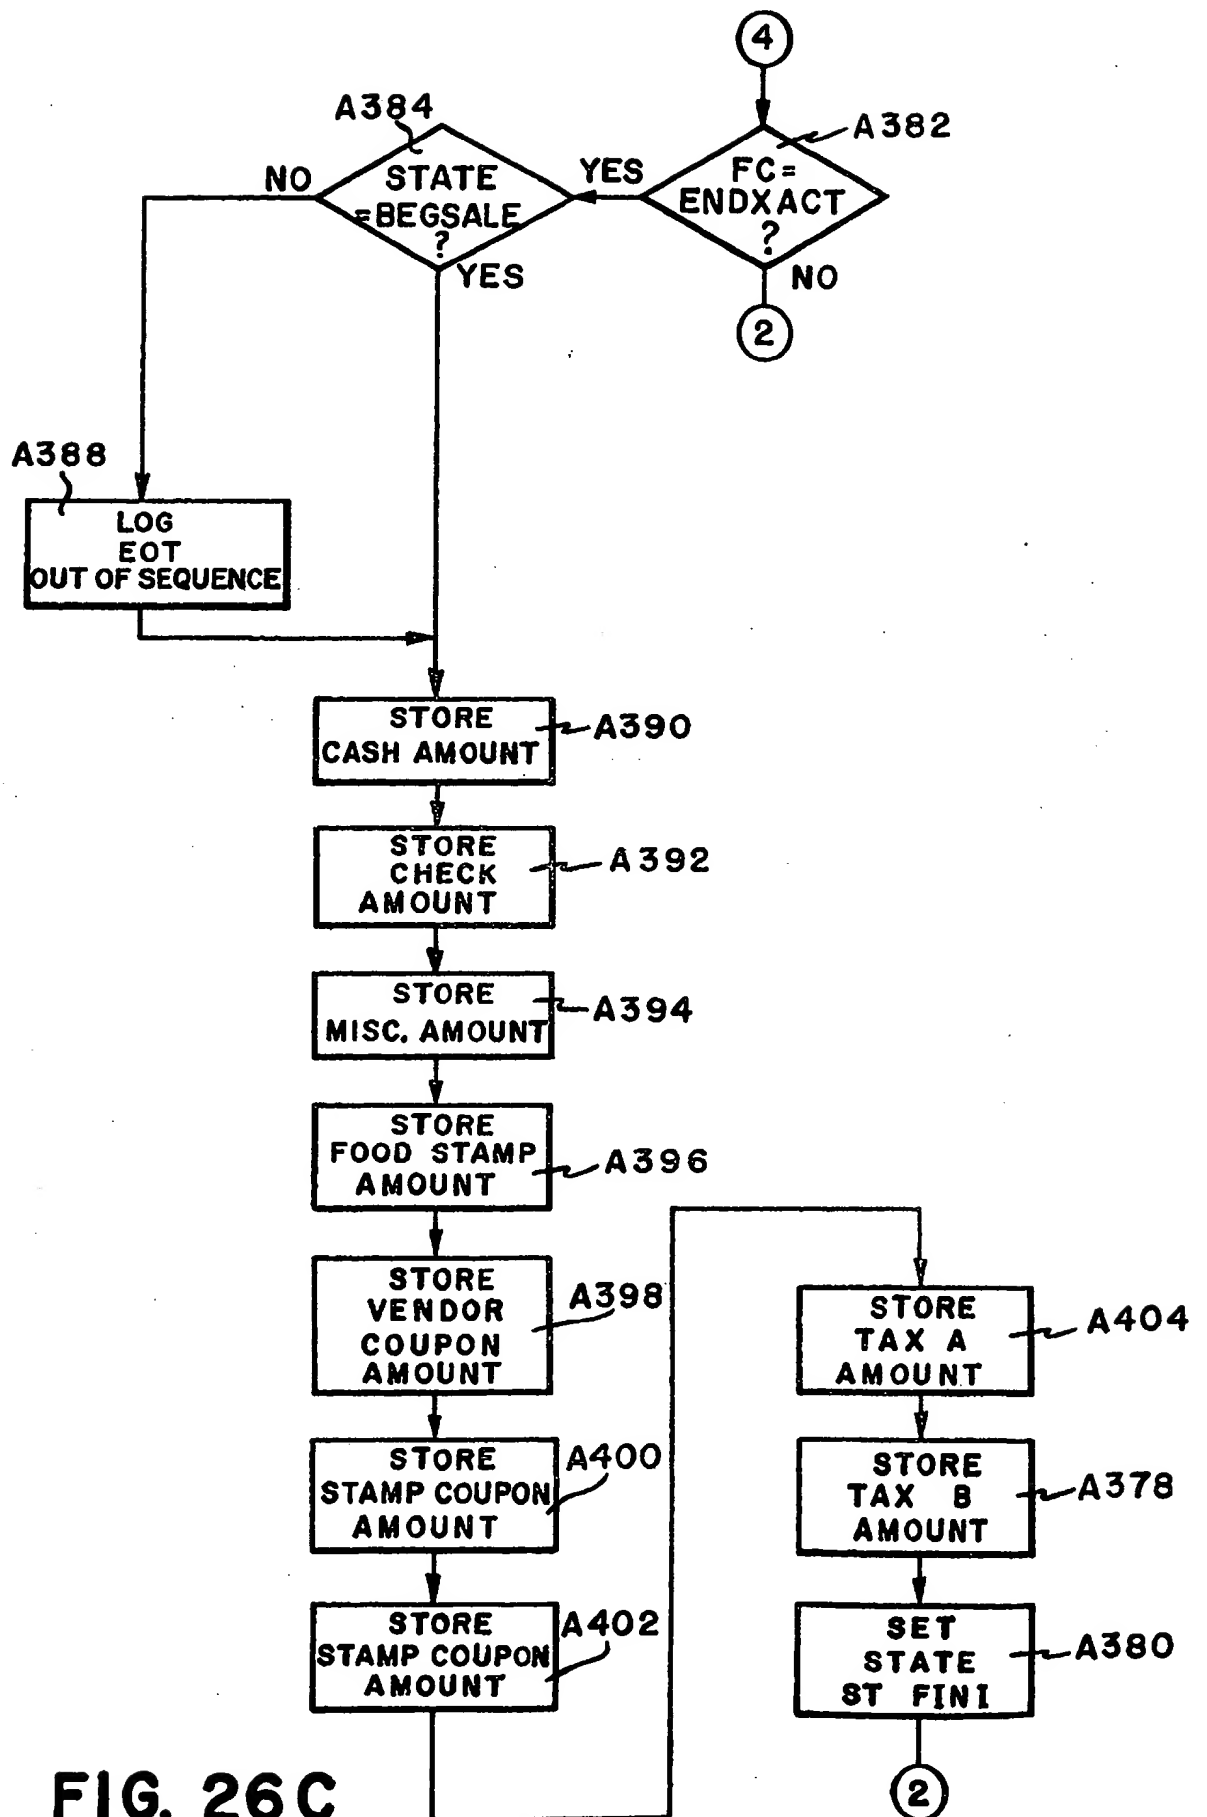 4
A382
FC=
ENDXACT
?
YES
NO
2
A384
STATE
=BEGSALE
?
NO
YES
A388
LOG
EOT
OUT OF SEQUENCE
STORE
CASH AMOUNT
A390
STORE
CHECK
AMOUNT
A392
STORE
MISC. AMOUNT
A394
STORE
FOOD STAMP
AMOUNT
A396
STORE
VENDOR
COUPON
AMOUNT
A398
STORE
STAMP COUPON
AMOUNT
A400
STORE
STAMP COUPON
AMOUNT
A402
STORE
TAX A
AMOUNT
A404
STORE
TAX B
AMOUNT
A378
SET
STATE
ST FINI
A380
2
FIG. 26C